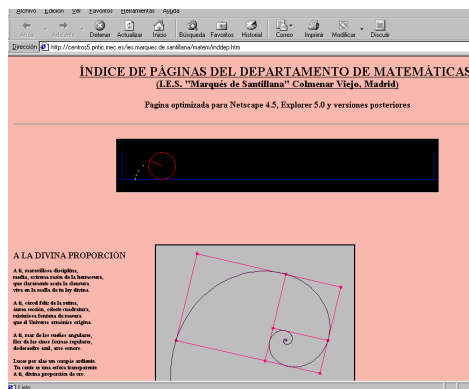 Archivo Edición Ver Favoritos Herramientas Ayuda
Atrás Adelante Detener Actualizar Inicio Búsqueda Favoritos Historial Correo Imprimir Modificar Discutir
Dirección http://centros5.pntic.mec.es/ies.marques.de.santillana/matem/inddep.htm
ÍNDICE DE PÁGINAS DEL DEPARTAMENTO DE MATEMÁTICAS
(I.E.S. "Marqués de Santillana" Colmenar Viejo, Madrid)
Página optimizada para Netscape 4.5, Explorer 5.0 y versiones posteriores
A LA DIVINA PROPORCIÓN
A ti, maravillosa disciplina,
media, extrema razón de la hermosura,
que claramente acata la clausura
viva en la malla de tu ley divina.
A ti, cárcel feliz de la retina,
áurea sección, celeste cuadratura,
misteriosa fontana de mesura
que el Universo armónico origina.
A ti, mar de los sueños angulares,
flor de las cinco formas regulares,
dodecaedro azul, arco sonoro.
Luces por alas un compás ardiente.
Tu canto es una esfera transparente.
A ti, divina proporción de oro.
Listo